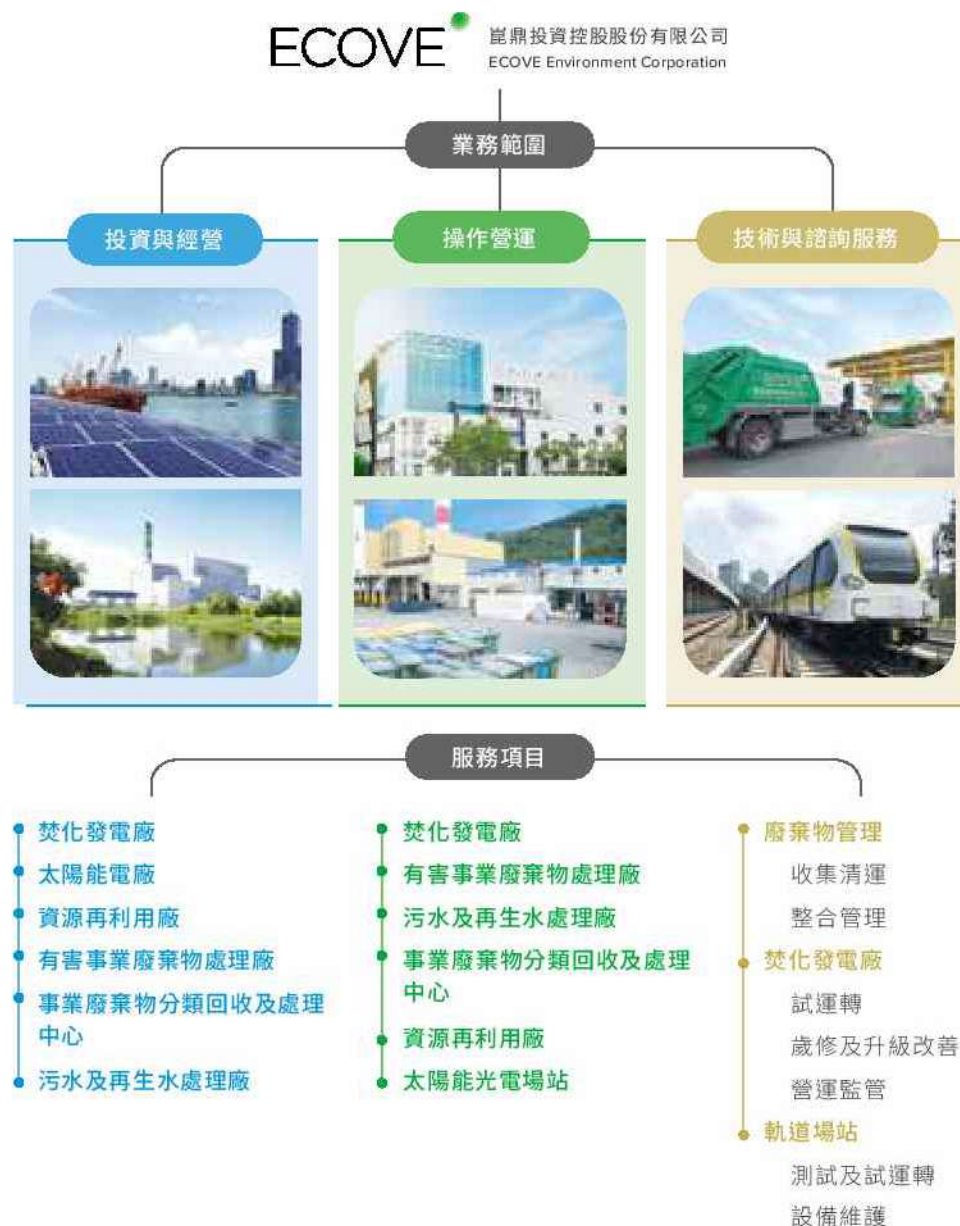 ECOVE
崑鼎投資控股股份有限公司
ECOVE Environment Corporation
業務範圍
投資與經營
操作營運
技術與諮詢服務
服務項目
焚化發電廠
太陽能電廠
資源再利用廠
有害事業廢棄物處理廠
事業廢棄物分類回收及處理
中心
污水及再生水處理廠
焚化發電廠
有害事業廢棄物處理廠
污水及再生水處理廠
事業廢棄物分類回收及處理
中心
資源再利用廠
太陽能光電場站
廢棄物管理
收集清運
整合管理
焚化發電廠
試運轉
歲修及升級改善
營運監管
軌道場站
測試及試運轉
設備維護